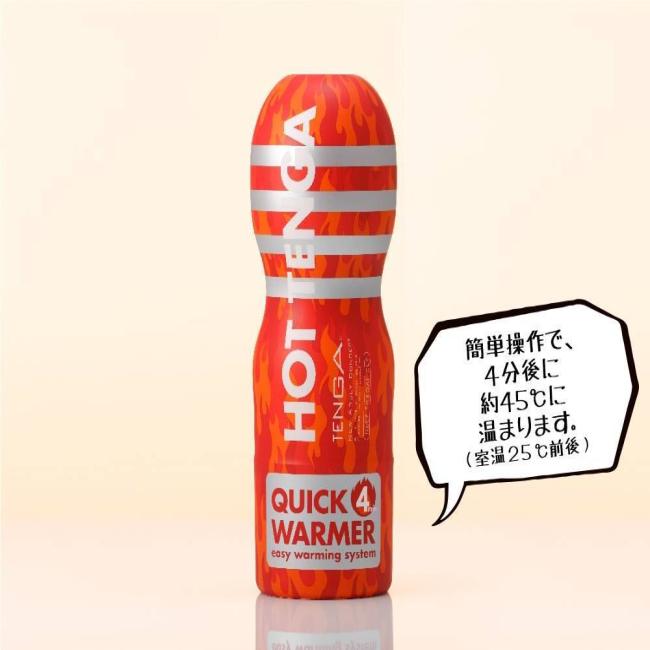 HOT TENGA
TENGA
QUICK 4
WARMER
easy warming system
簡単操作で、
4分後に
約45℃に
温まります。
(室温25℃前後)